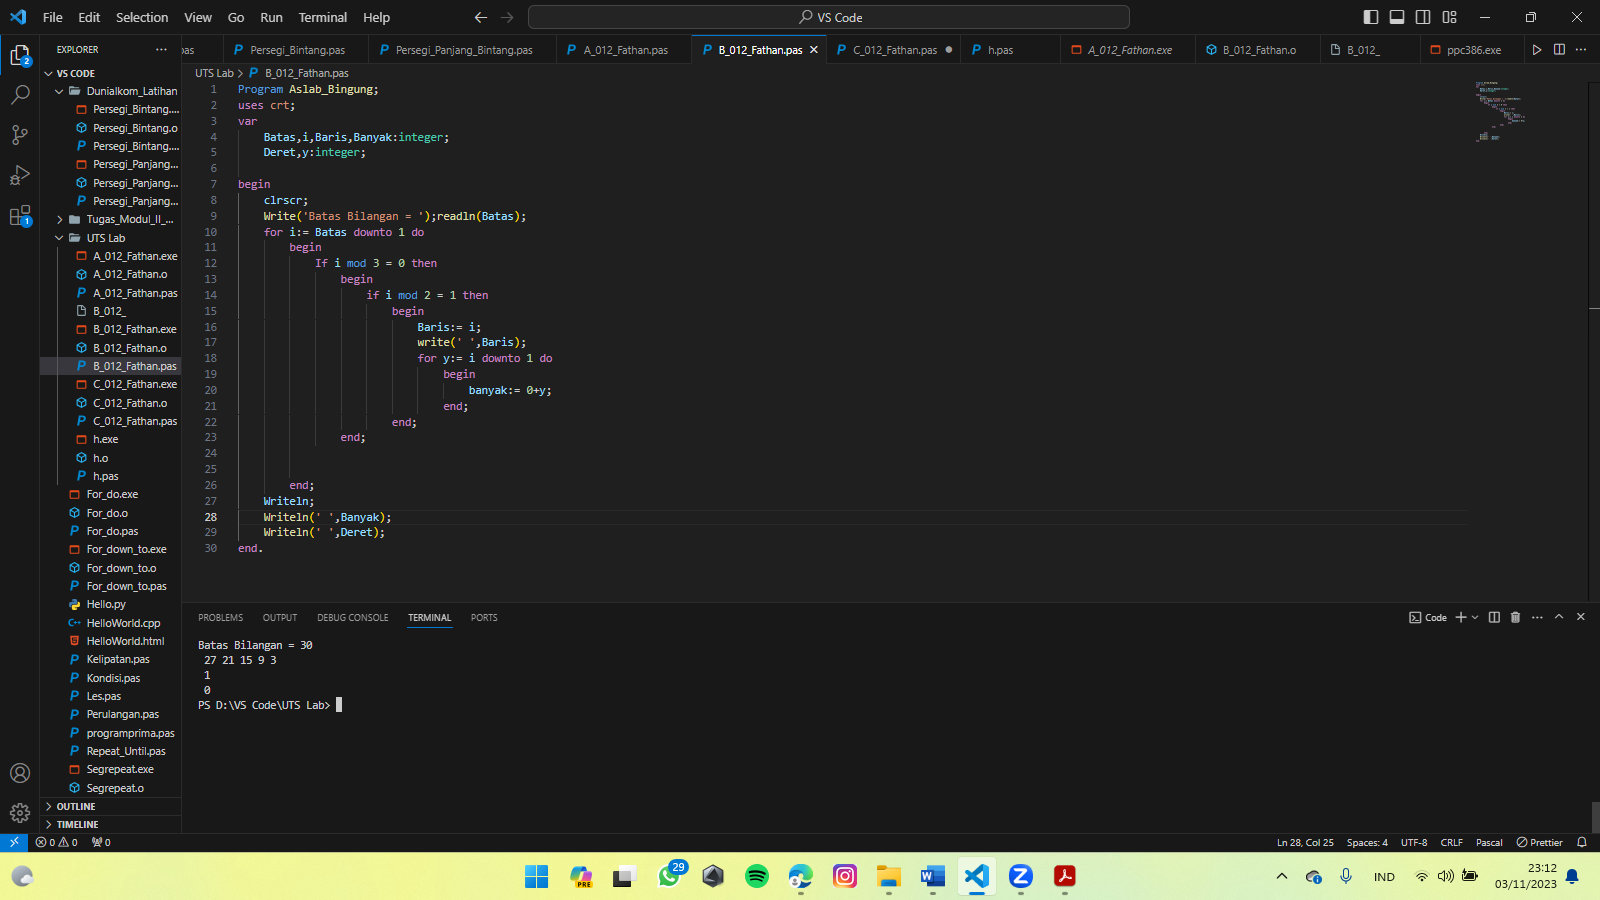 File Edit Selection View Go Run Terminal Help
VS Code
EXPLORER
pas Persegi_Bintang.pas Persegi_Panjang_Bintang.pas A_012_Fathan.pas B_012_Fathan.pas C_012_Fathan.pas h.pas A_012_Fathan.exe B_012_Fathan.o B_012_ ppc386.exe
UTS Lab > B_012_Fathan.pas
VS CODE
Dunialkom_Latihan
Persegi_Bintang....
Persegi_Bintang.o
Persegi_Bintang....
Persegi_Panjang...
Persegi_Panjang...
Persegi_Panjang...
Tugas_Modul_II_...
UTS Lab
A_012_Fathan.exe
A_012_Fathan.o
A_012_Fathan.pas
B_012_
B_012_Fathan.exe
B_012_Fathan.o
B_012_Fathan.pas
C_012_Fathan.exe
C_012_Fathan.o
C_012_Fathan.pas
h.exe
h.o
h.pas
For_do.exe
For_do.o
For_do.pas
For_down_to.exe
For_down_to.o
For_down_to.pas
Hello.py
HelloWorld.cpp
HelloWorld.html
Kelipatan.pas
Kondisi.pas
Les.pas
Perulangan.pas
programprima.pas
Repeat_Until.pas
Segrepeat.exe
Segrepeat.o
OUTLINE
TIMELINE
2
1
1 Program Aslab_Bingung;
2 uses crt;
3 var
4 Batas,i,Baris,Banyak:integer;
5 Deret,y:integer;
6
7 begin
8 clrscr;
9 Write('Batas Bilangan = ');readln(Batas);
10 for i:= Batas downto 1 do
11 begin
12 If i mod 3 = 0 then
13 begin
14 if i mod 2 = 1 then
15 begin
16 Baris:= i;
17 write(' ',Baris);
18 for y:= i downto 1 do
19 begin
20 banyak:= 0+y;
21 end;
22 end;
23 end;
24
25
26 end;
27 Writeln;
28 Writeln(' ',Banyak);
29 Writeln(' ',Deret);
30 end.
PROBLEMS OUTPUT DEBUG CONSOLE TERMINAL PORTS
Code
Batas Bilangan = 30
27 21 15 9 3
1
0
PS D:\VS Code\UTS Lab>
0 0 0
Ln 28, Col 25 Spaces: 4 UTF-8 CRLF Pascal Prettier
PRE
29
IND
23:12
03/11/2023